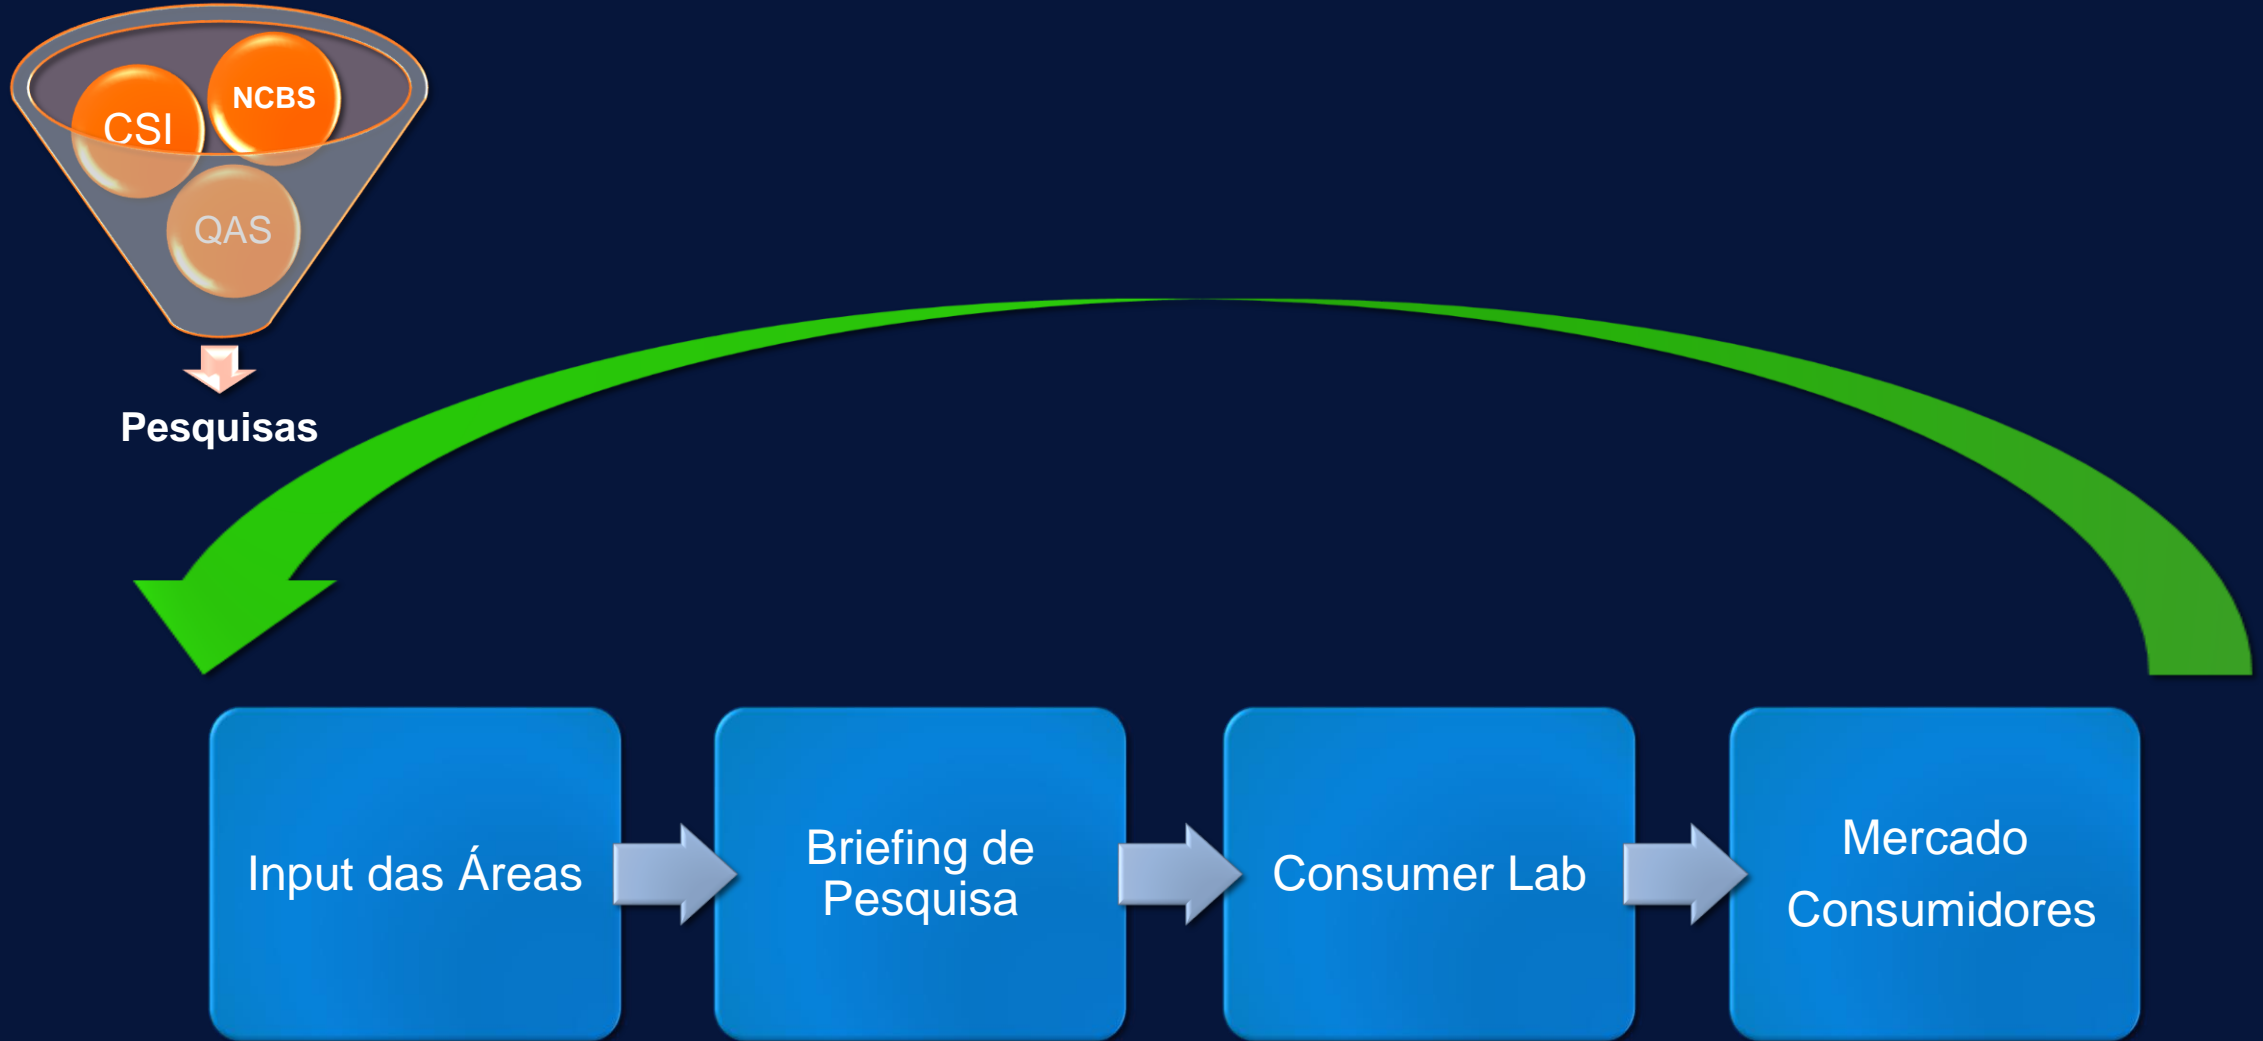 NCBS
CSI
QAS
Pesquisas
Input das Áreas
Briefing de
Pesquisa
Consumer Lab
Mercado
Consumidores